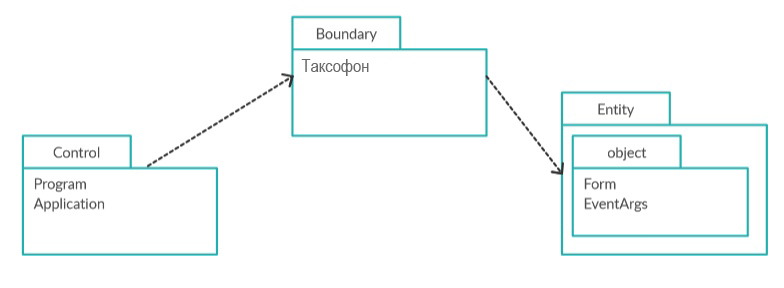 Boundary
Таксофон
Control
Program
Application
Entity
object
Form
EventArgs